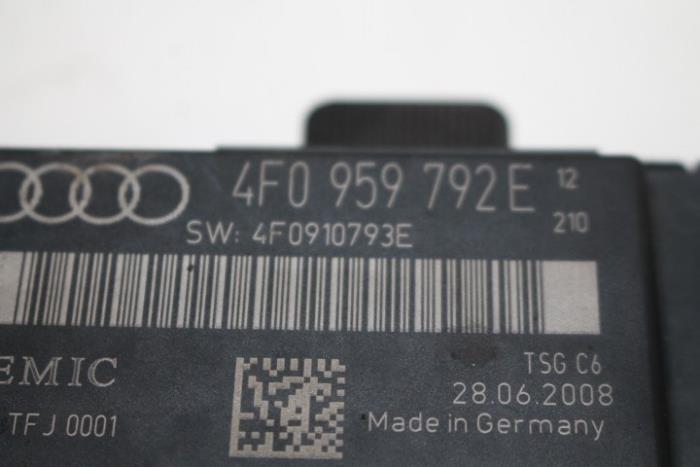 4F0 959 792E 12
210
SW: 4F0910793E
EMIC
TSG C6
28.06.2008
TFJ 0001
Made in Germany